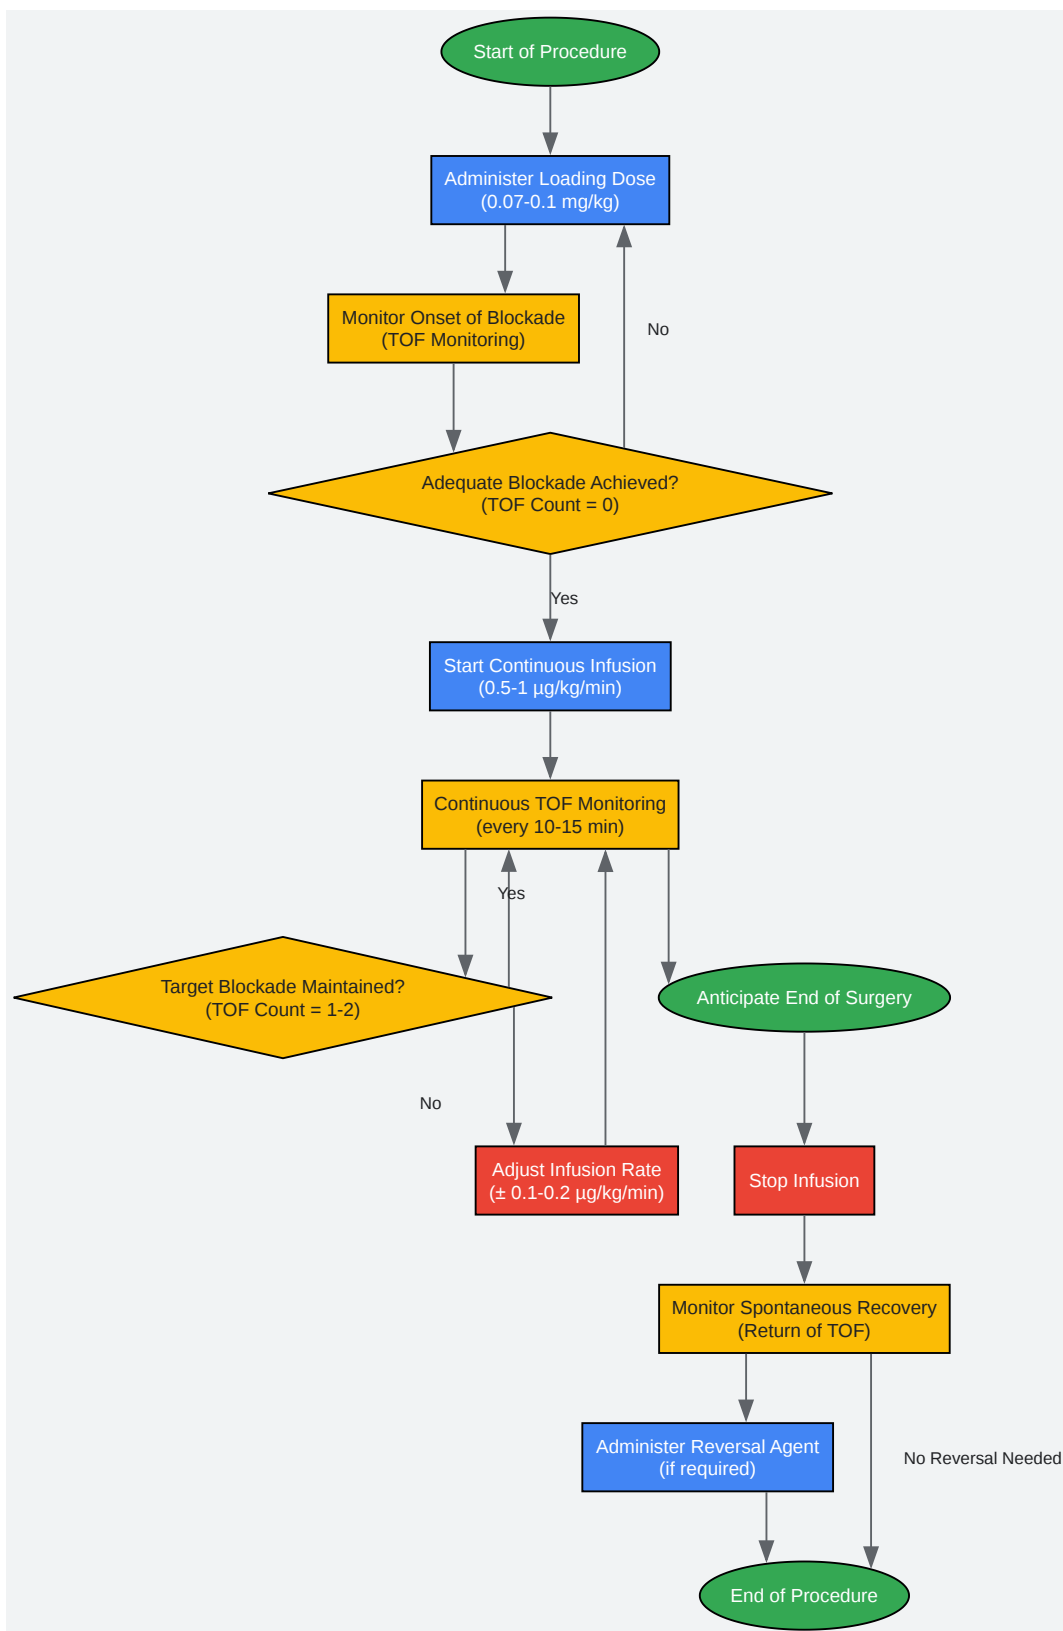 Start of Procedure
Administer Loading Dose
(0.07-0.1 mg/kg)
Monitor Onset of Blockade
(TOF Monitoring)
No
Adequate Blockade Achieved?
(TOF Count = 0)
Yes
Start Continuous Infusion
(0.5-1 µg/kg/min)
Continuous TOF Monitoring
(every 10-15 min)
Yes
Target Blockade Maintained?
(TOF Count = 1-2)
Anticipate End of Surgery
No
Adjust Infusion Rate
(± 0.1-0.2 µg/kg/min)
Stop Infusion
Monitor Spontaneous Recovery
(Return of TOF)
Administer Reversal Agent
(if required)
No Reversal Needed
End of Procedure